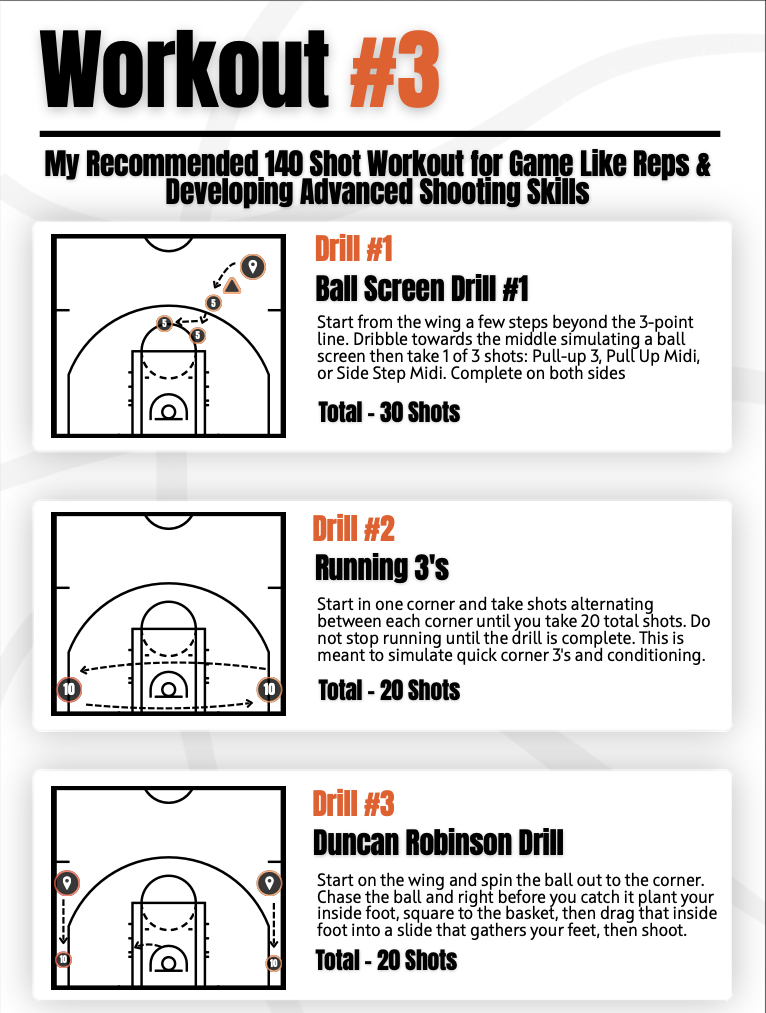 Workout #3
My Recommended 140 Shot Workout for Game Like Reps &
Developing Advanced Shooting Skills
Drill #1
Ball Screen Drill #1
Start from the wing a few steps beyond the 3-point
line. Dribble towards the middle simulating a ball
screen then take 1 of 3 shots: Pull-up 3, Pull Up Midi,
or Side Step Midi. Complete on both sides
Total - 30 Shots
5
5
5
Drill #2
Running 3's
Start in one corner and take shots alternating
between each corner until you take 20 total shots. Do
not stop running until the drill is complete. This is
meant to simulate quick corner 3's and conditioning.
Total - 20 Shots
10
10
Drill #3
Duncan Robinson Drill
Start on the wing and spin the ball out to the corner.
Chase the ball and right before you catch it plant your
inside foot, square to the basket, then drag that inside
foot into a slide that gathers your feet, then shoot.
Total - 20 Shots
10
10